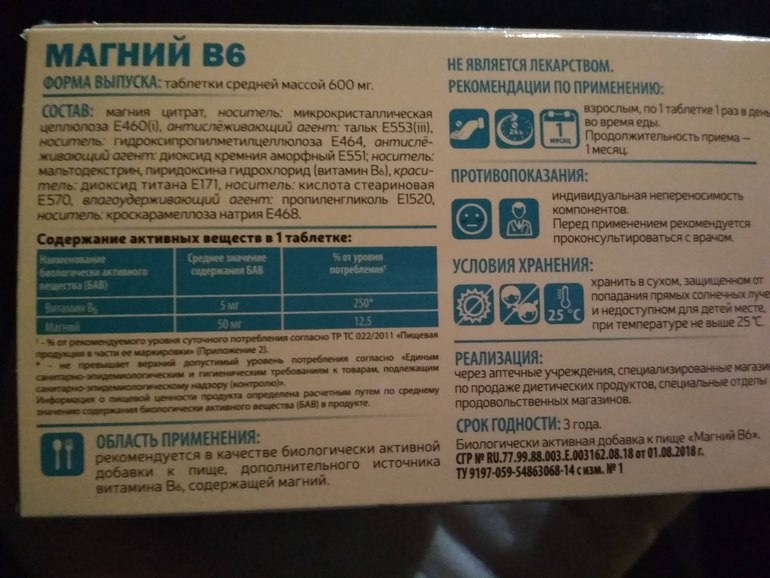 МАГНИЙ B6
ФОРМА ВЫПУСКА: таблетки средней массой 600 мг.
СОСТАВ: магния цитрат, носитель: микрокристаллическая
целлюлоза Е460(i), антислёживающий агент: тальк Е553(iii),
носитель: гидроксипропилметилцеллюлоза Е464, антислё-
живающий агент: диоксид кремния аморфный Е551; носитель:
мальтодекстрин, пиридоксина гидрохлорид (витамин B6), краси-
тель: диоксид титана Е171, носитель: кислота стеариновая
Е570, влагоудерживающий агент: пропиленгликоль Е1520,
носитель: кроскарамеллоза натрия Е468.
Содержание активных веществ в 1 таблетке:
Наименование
биологически активного
вещества (БАВ)
Среднее значение
содержания БАВ
% от уровня
потребления¹
Витамин B6 5 мг 250*
Магний 50 мг 12,5
¹ - % от рекомендуемого уровня суточного потребления согласно ТР ТС 022/2011 «Пищевая
продукция в части ее маркировки» (Приложение 2).
* - не превышает верхний допустимый уровень потребления согласно «Единым
санитарно-эпидемиологическим и гигиеническим требованиям к товарам, подлежащим
санитарно-эпидемиологическому надзору (контролю)».
Информация о пищевой ценности продукта определена расчетным путем по среднему
значению содержания биологически активного вещества (БАВ) в продукте.
ОБЛАСТЬ ПРИМЕНЕНИЯ:
рекомендуется в качестве биологически активной
добавки к пище, дополнительного источника
витамина B6, содержащей магний.
НЕ ЯВЛЯЕТСЯ ЛЕКАРСТВОМ.
РЕКОМЕНДАЦИИ ПО ПРИМЕНЕНИЮ:
24ч
1
месяц
взрослым, по 1 таблетке 1 раз в день
во время еды.
Продолжительность приема –
1 месяц.
ПРОТИВОПОКАЗАНИЯ:
индивидуальная непереносимость
компонентов.
Перед применением рекомендуется
проконсультироваться с врачом.
УСЛОВИЯ ХРАНЕНИЯ:
25 °C
хранить в сухом, защищенном от
попадания прямых солнечных луче
и недоступном для детей месте,
при температуре не выше 25 °C.
РЕАЛИЗАЦИЯ:
через аптечные учреждения, специализированные магази
по продаже диетических продуктов, специальные отделы
продовольственных магазинов.
СРОК ГОДНОСТИ: 3 года.
Биологически активная добавка к пище «Магний B6».
СГР № RU.77.99.88.003.Е.003162.08.18 от 01.08.2018 г.
ТУ 9197-059-54863068-14 с изм. № 1